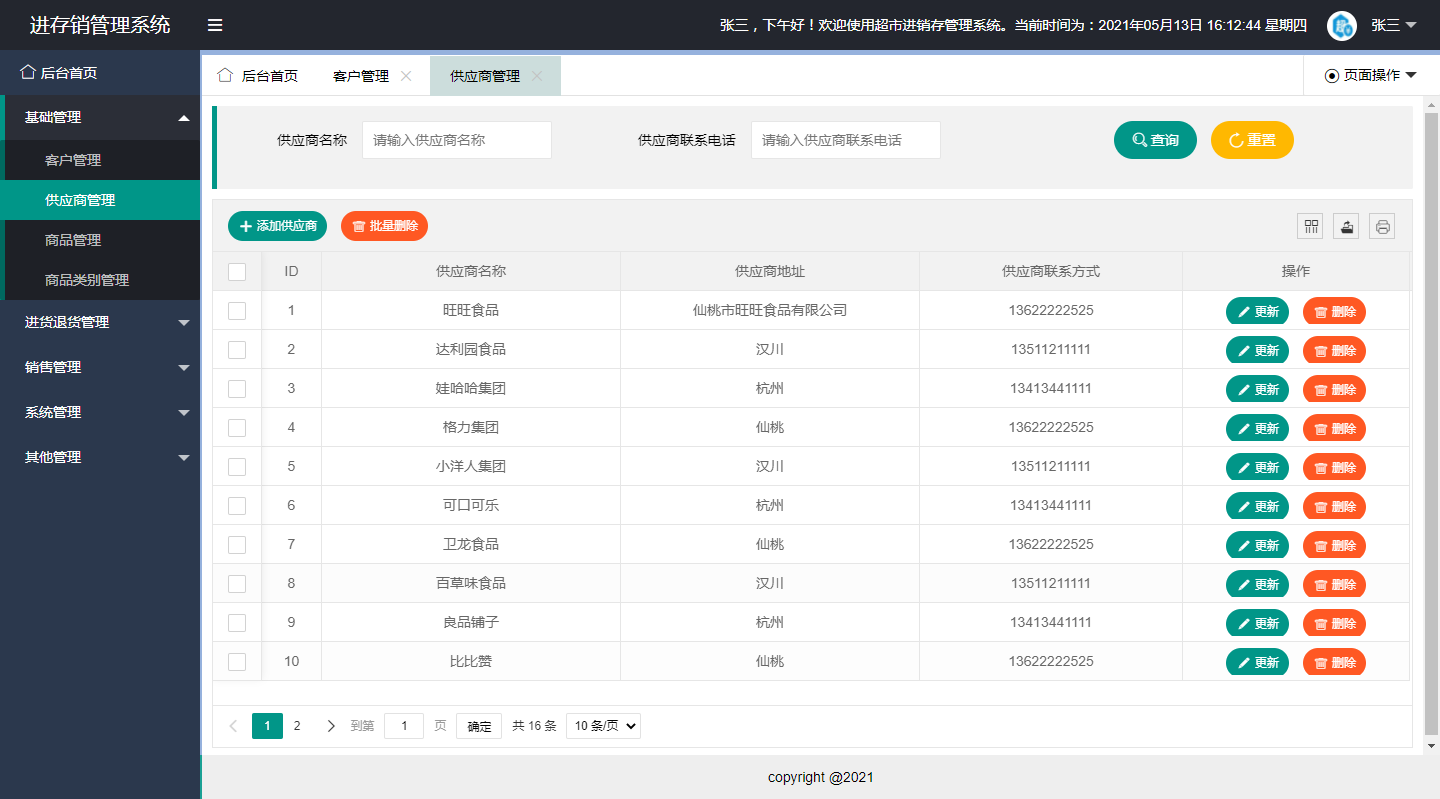 进存销管理系统
张三，下午好！欢迎使用超市进销存管理系统。当前时间为：2021年05月13日 16:12:44 星期四
张三
后台首页
基础管理
客户管理
供应商管理
商品管理
商品类别管理
进货退货管理
销售管理
系统管理
其他管理
后台首页 客户管理 供应商管理 页面操作
供应商名称 请输入供应商名称 供应商联系电话 请输入供应商联系电话 查询 重置
添加供应商 批量删除
ID 供应商名称 供应商地址 供应商联系方式 操作
1 旺旺食品 仙桃市旺旺食品有限公司 13622222525 更新 删除
2 达利园食品 汉川 13511211111 更新 删除
3 娃哈哈集团 杭州 13413441111 更新 删除
4 格力集团 仙桃 13622222525 更新 删除
5 小洋人集团 汉川 13511211111 更新 删除
6 可口可乐 杭州 13413441111 更新 删除
7 卫龙食品 仙桃 13622222525 更新 删除
8 百草味食品 汉川 13511211111 更新 删除
9 良品铺子 杭州 13413441111 更新 删除
10 比比赞 仙桃 13622222525 更新 删除
1 2 到第 1 页 确定 共 16 条 10 条/页
copyright @2021